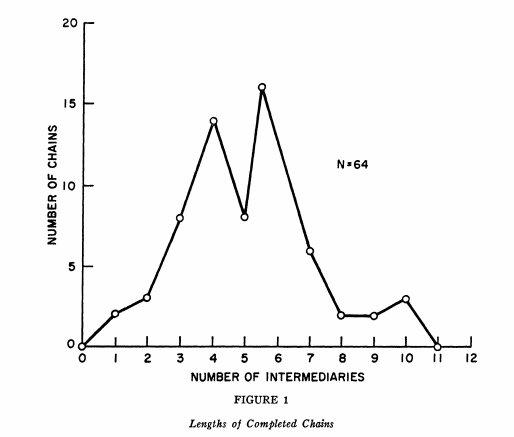 20
15
NUMBER OF CHAINS
N=64
10
5
0
0 1 2 3 4 5 6 7 8 9 10 11 12
NUMBER OF INTERMEDIARIES
FIGURE 1
Lengths of Completed Chains